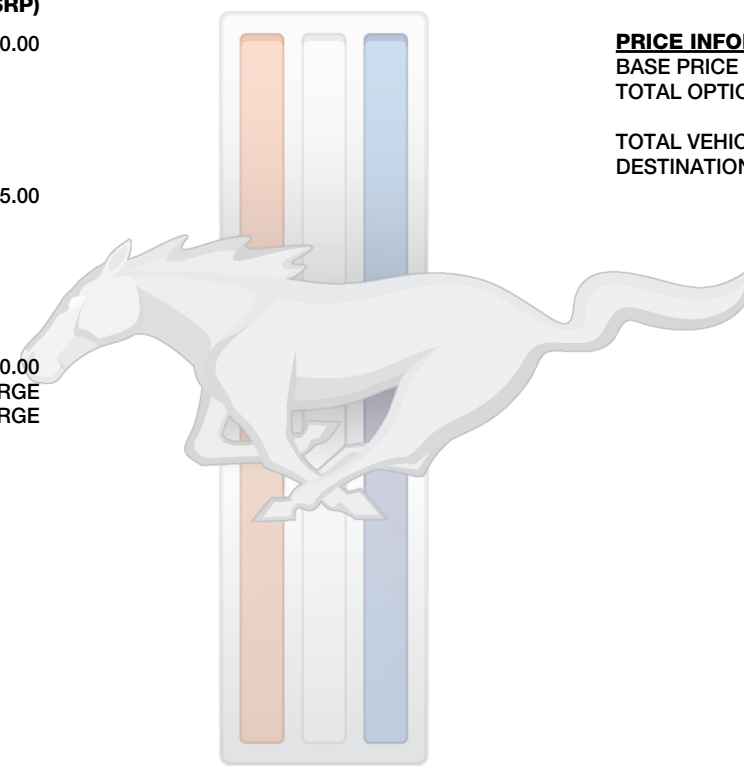 SRP)
0.00
5.00
0.00
RGE
RGE
PRICE INFO
BASE PRICE
TOTAL OPTIO
TOTAL VEHIC
DESTINATION